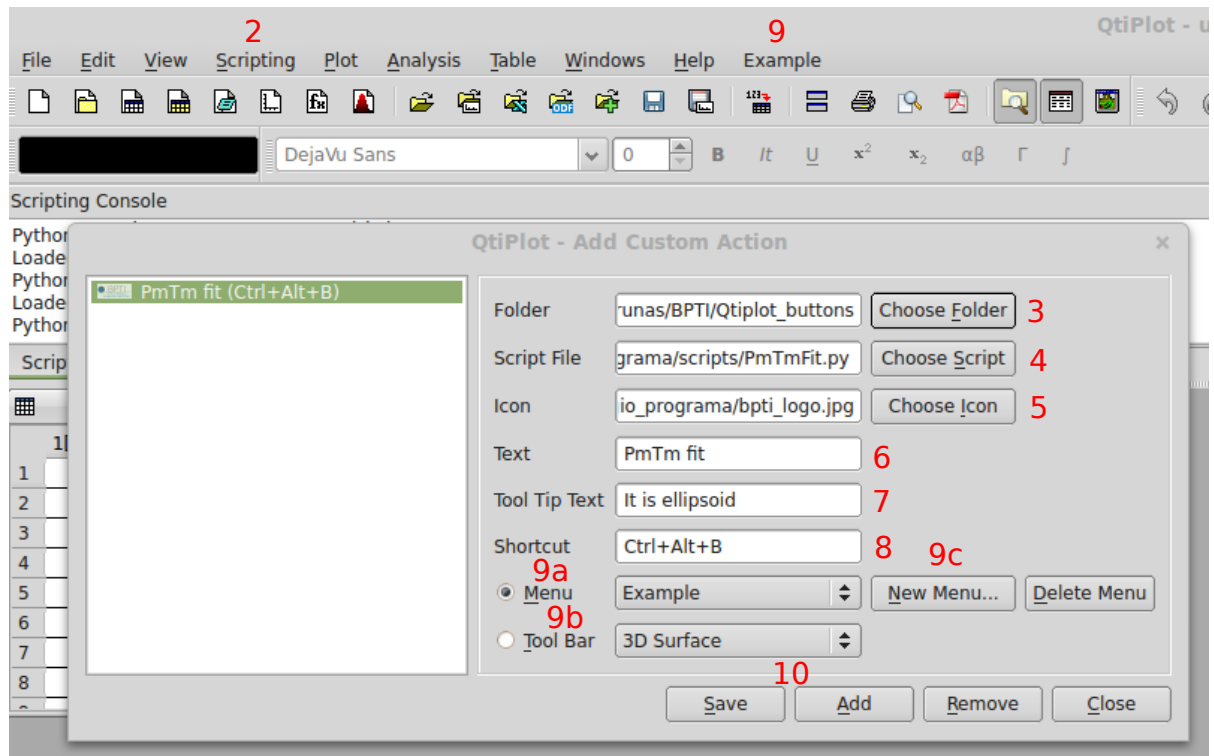 2 9 QtiPlot - u
File Edit View Scripting Plot Analysis Table Windows Help Example
DejaVu Sans 0 B It U x² x₂ αβ Γ ∫
Scripting Console
Python
Loade
Python
Loade
Python
Scrip
1
1
2
3
4
5
6
7
8
QtiPlot - Add Custom Action ×
PmTm fit (Ctrl+Alt+B)
Folder runas/BPTI/Qtiplot_buttons Choose Folder 3
Script File grama/scripts/PmTmFit.py Choose Script 4
Icon io_programa/bpti_logo.jpg Choose Icon 5
Text PmTm fit 6
Tool Tip Text It is ellipsoid 7
Shortcut Ctrl+Alt+B 8
9a 9c
Menu Example New Menu... Delete Menu
9b
Tool Bar 3D Surface
10
Save Add Remove Close